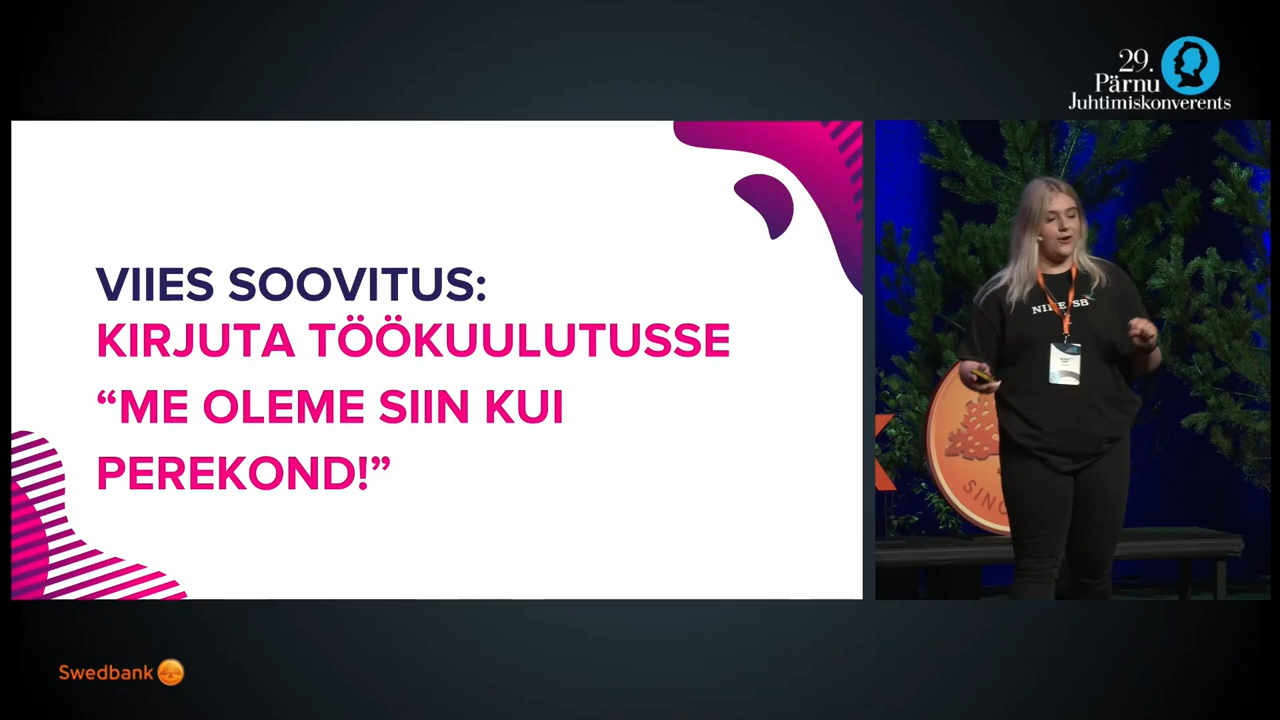 29.
Pärnu
Juhtimiskonverents
VIIES SOOVITUS:
KIRJUTA TÖÖKUULUTUSSE
“ME OLEME SIIN KUI
PEREKOND!”
Swedbank